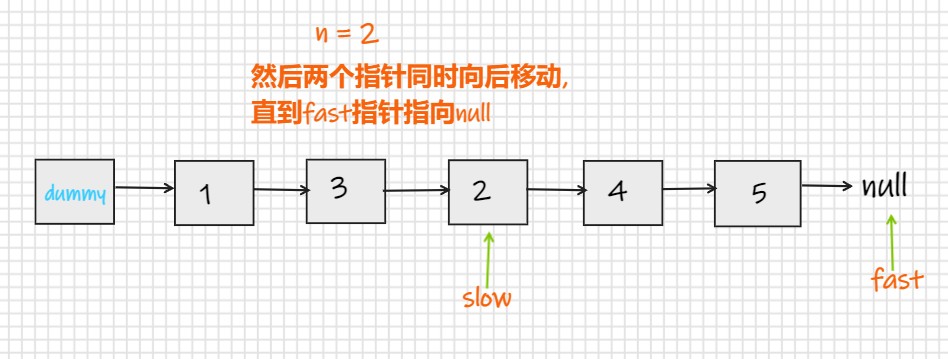 n = 2
然后两个指针同时向后移动,
直到fast指针指向null
dummy
1
3
2
4
5
null
slow
fast